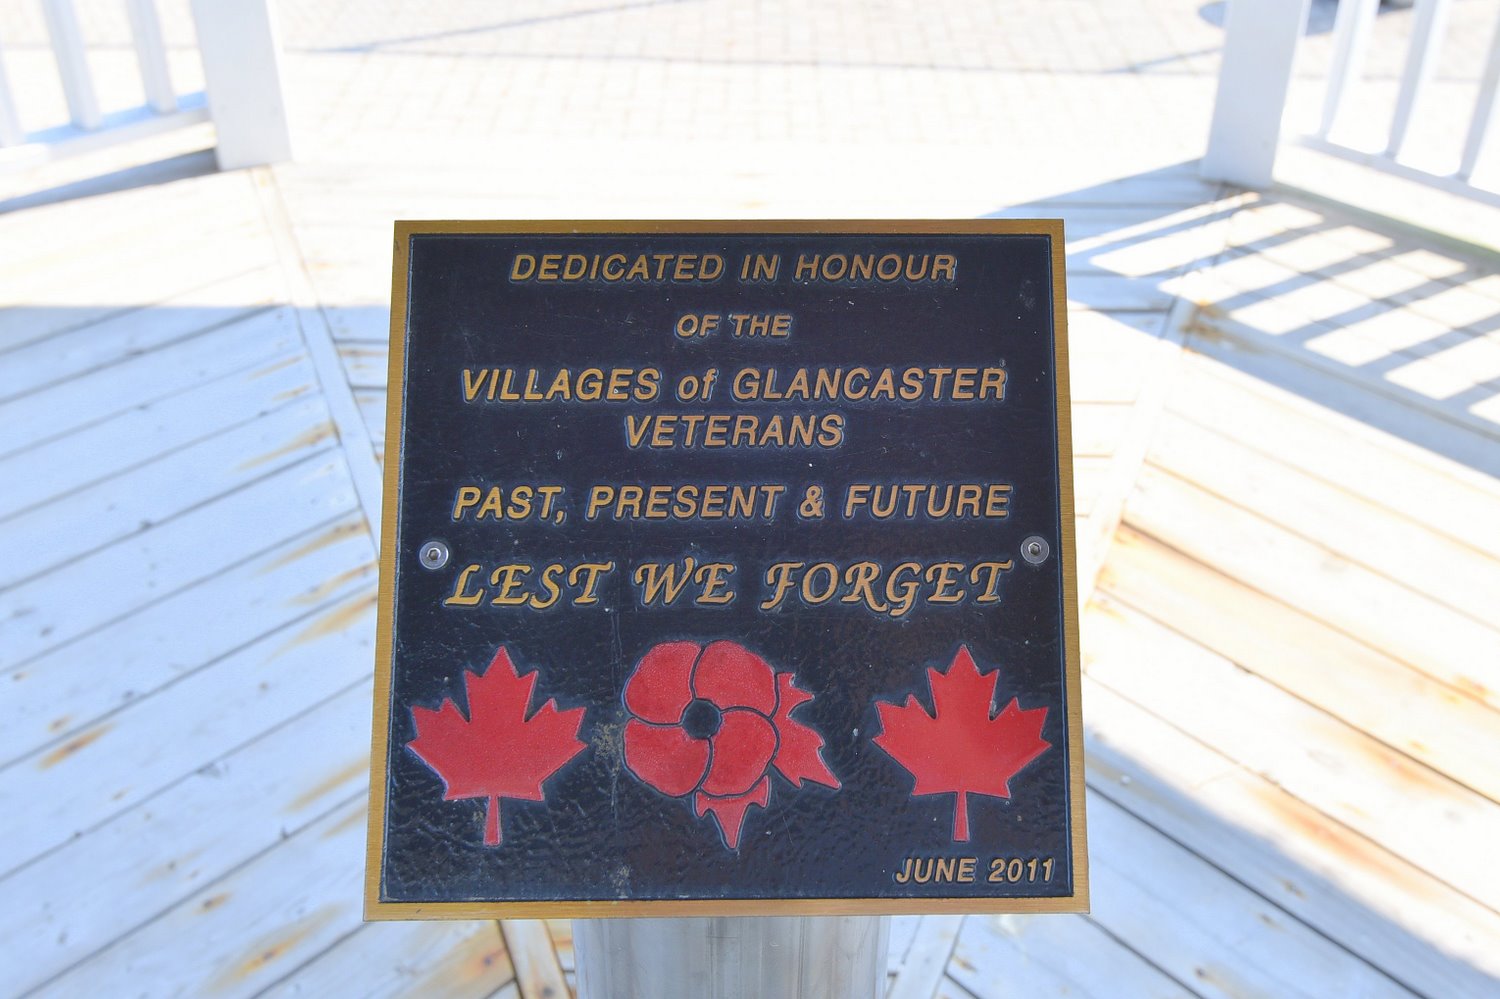 DEDICATED IN HONOUR
OF THE
VILLAGES of GLANCASTER
VETERANS
PAST, PRESENT & FUTURE
LEST WE FORGET
JUNE 2011